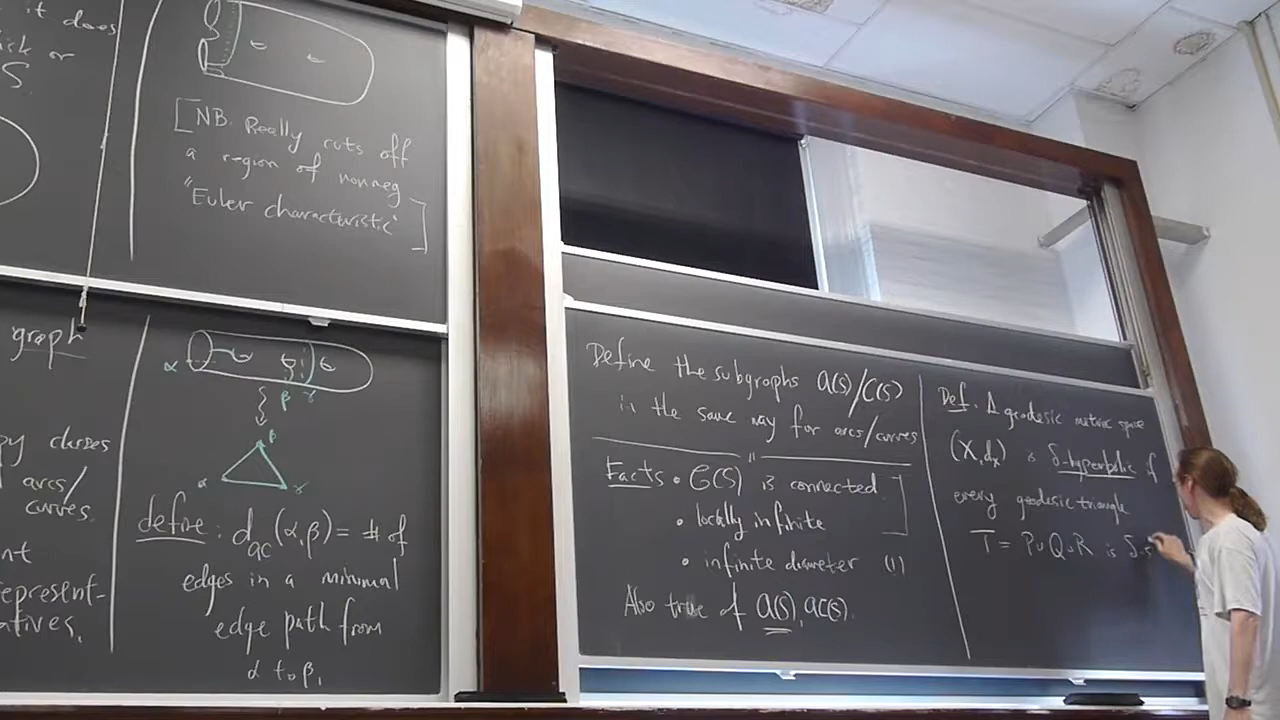 it does
or
S.
[NB. Really cuts off
a region of nonneg
"Euler characteristic"]
graph
classes
arcs/
curves.
represent-
atives.
α
β γ
β
α γ
define: d_ac(α,β) = # of
edges in a minimal
edge path from
α to β.
Define the subgraphs a(S)/C(S)
in the same way for arcs/curves
Facts • C(S) is connected
• locally infinite
• infinite diameter (!)
Also true of a(S), ac(S).
Def. A geodesic metric space
(X, d_X) is δ-hyperbolic if
every geodesic triangle
T = P∪Q∪R is δ-s